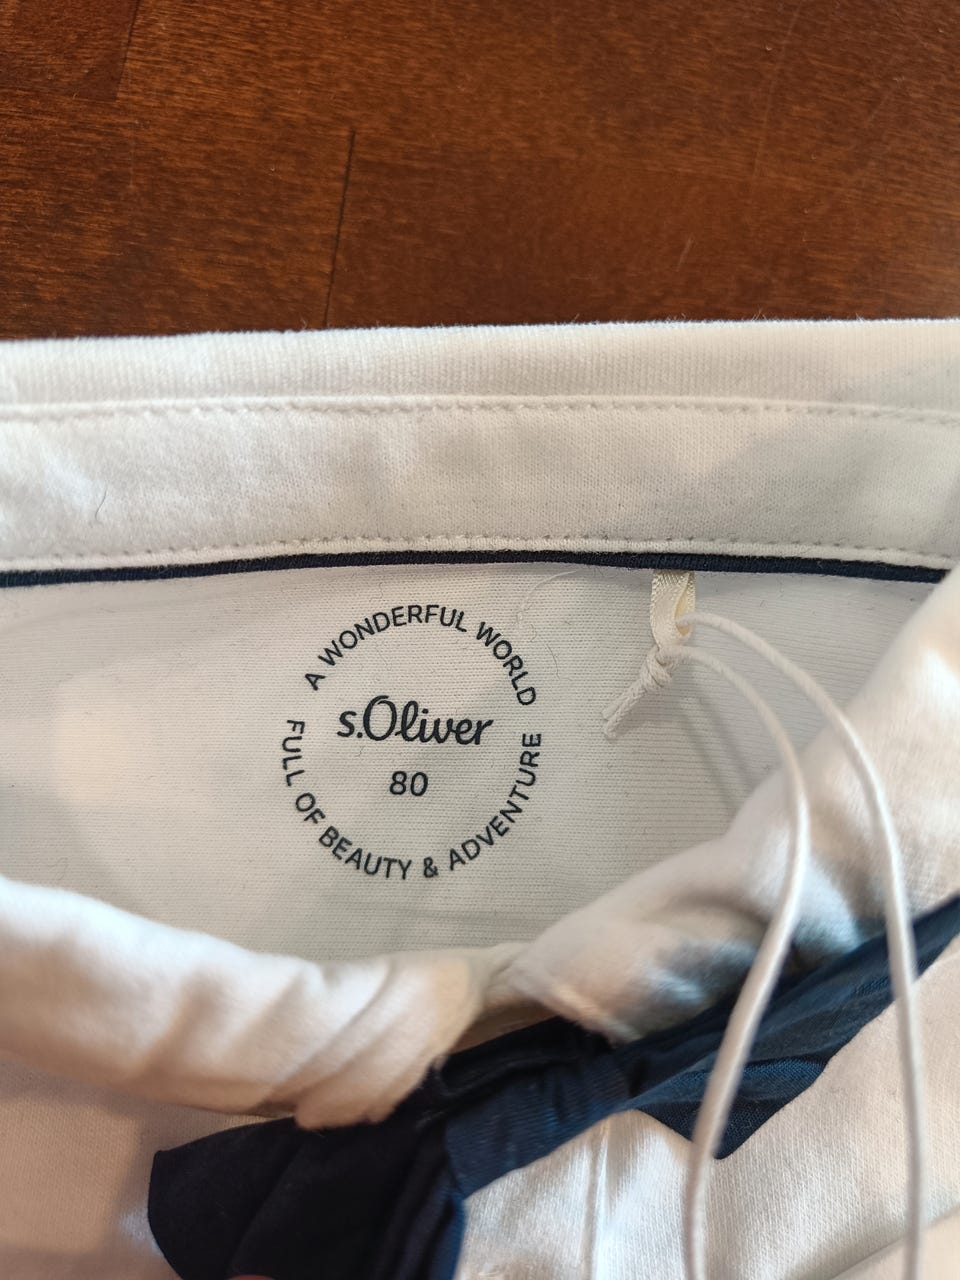 A WONDERFUL WORLD
s.Oliver
80
FULL OF BEAUTY & ADVENTURE